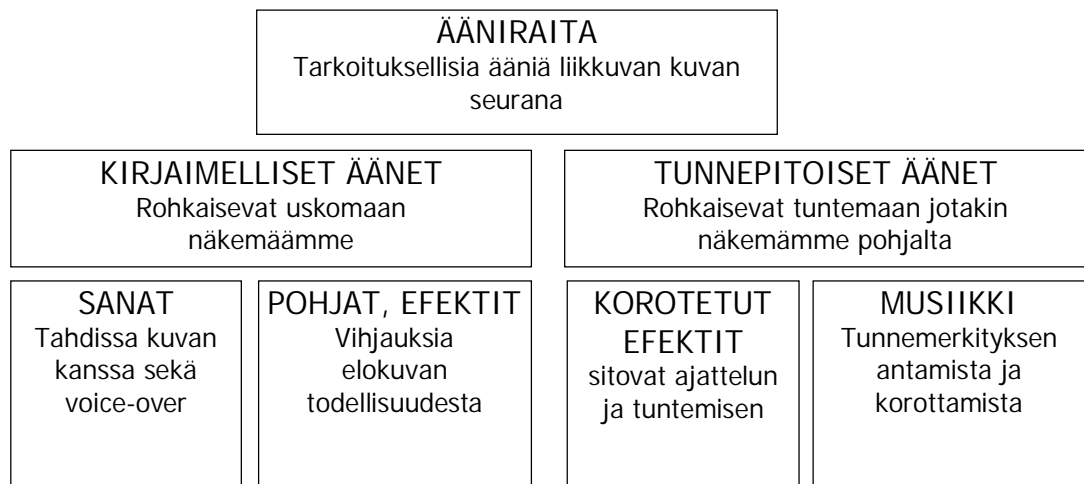 ÄÄNIRAITA
Tarkoituksellisia ääniä liikkuvan kuvan
seurana
KIRJAIMELLISET ÄÄNET
Rohkaisevat uskomaan
näkemäämme
TUNNEPITOISET ÄÄNET
Rohkaisevat tuntemaan jotakin
näkemämme pohjalta
SANAT
Tahdissa kuvan
kanssa sekä
voice-over
POHJAT, EFEKTIT
Vihjauksia
elokuvan
todellisuudesta
KOROTETUT
EFEKTIT
sitovat ajattelun
ja tuntemisen
MUSIIKKI
Tunnemerkityksen
antamista ja
korottamista